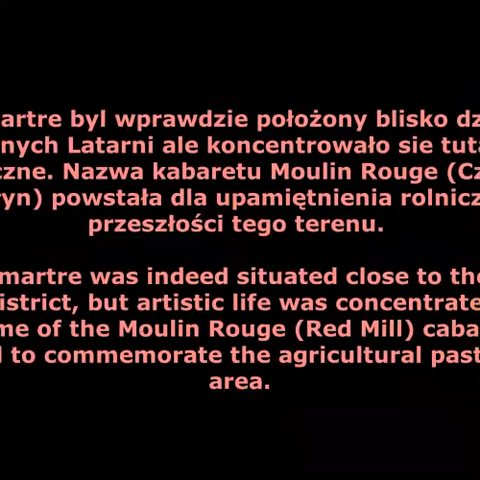 artre byl wprawdzie położony blisko dz
nych Latarni ale koncentrowało sie tuta
czne. Nazwa kabaretu Moulin Rouge (Cz
yn) powstała dla upamiętnienia rolnicz
przeszłości tego terenu.
martre was indeed situated close to the
istrict, but artistic life was concentrate
me of the Moulin Rouge (Red Mill) caba
to commemorate the agricultural past
area.